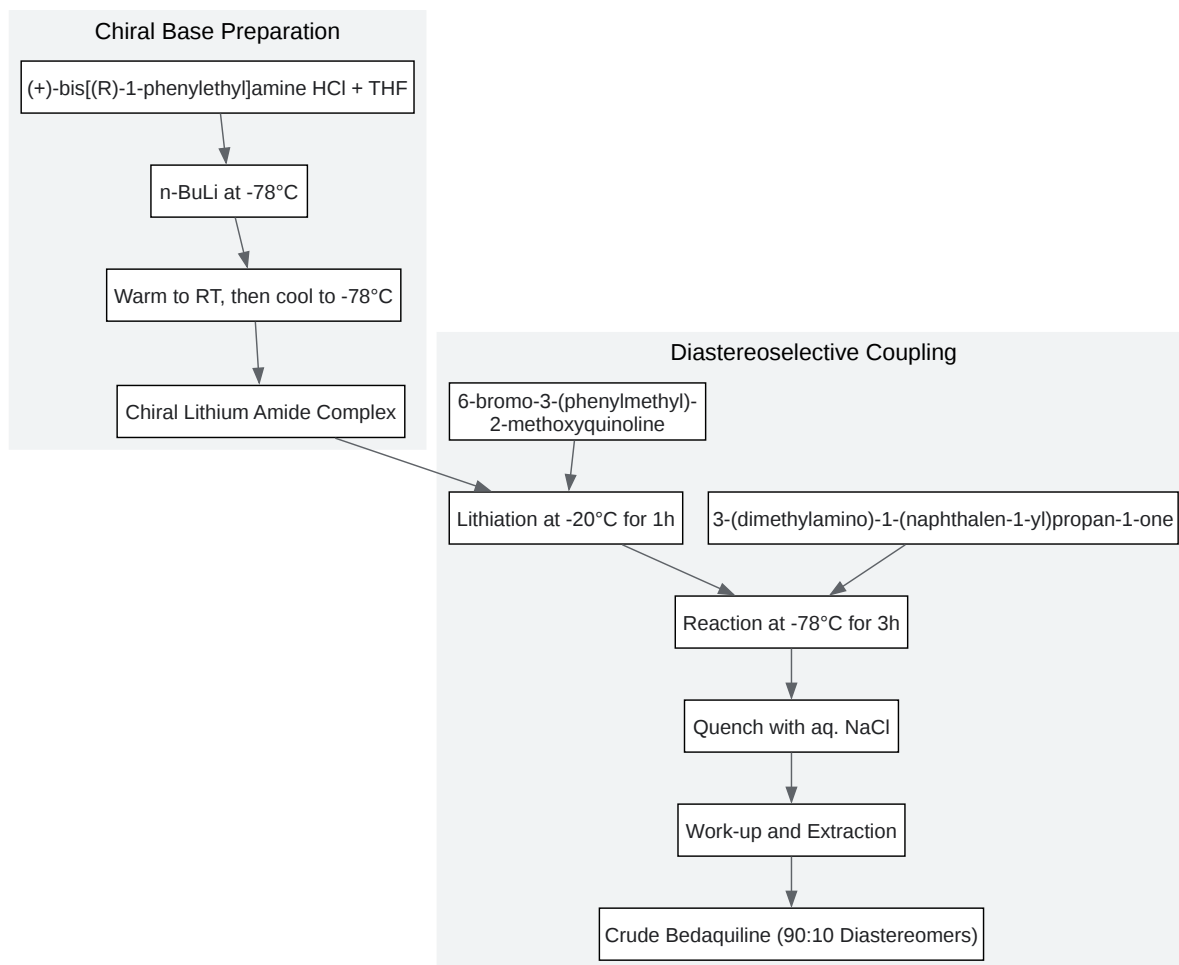 Chiral Base Preparation
(+)-bis[(R)-1-phenylethyl]amine HCl + THF
n-BuLi at -78°C
Warm to RT, then cool to -78°C
Chiral Lithium Amide Complex
Diastereoselective Coupling
6-bromo-3-(phenylmethyl)-
2-methoxyquinoline
Lithiation at -20°C for 1h
3-(dimethylamino)-1-(naphthalen-1-yl)propan-1-one
Reaction at -78°C for 3h
Quench with aq. NaCl
Work-up and Extraction
Crude Bedaquiline (90:10 Diastereomers)